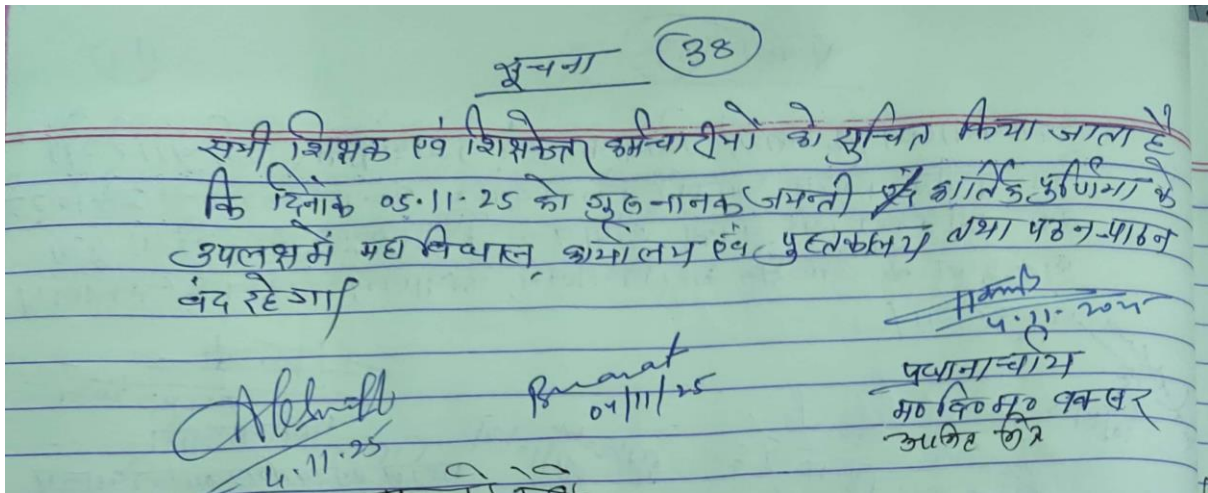 सूचना (38)
सभी शिक्षक एवं शिक्षकेत्तर कर्मचारीयों को सुचित किया जाता है
कि दिनांक 05.11.25 को गुरु नानक जयन्ती एवं कार्तिक पुर्णिमा के
उपलक्ष में महाविद्यालय कार्यालय एवं पुस्तकालय तथा पठन-पाठन
बंद रहेगा।
4.11.2025
04/11/25
प्रधानाचार्य
म० वि० म० बक्सर
4.11.25